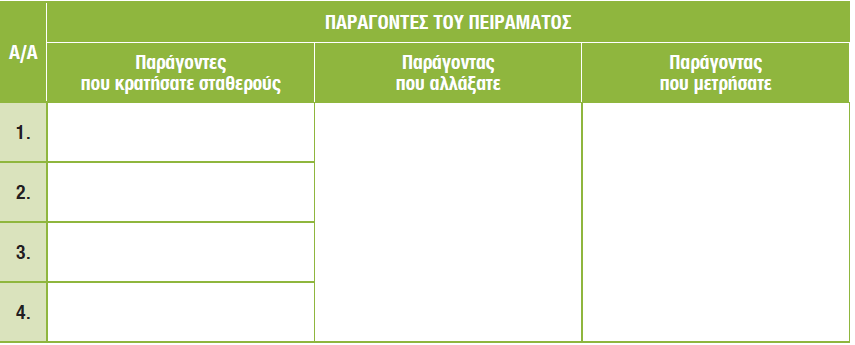 Α/Α
ΠΑΡΑΓΟΝΤΕΣ ΤΟΥ ΠΕΙΡΑΜΑΤΟΣ
Παράγοντες
που κρατήσατε σταθερούς
Παράγοντας
που αλλάξατε
Παράγοντας
που μετρήσατε
1.
2.
3.
4.